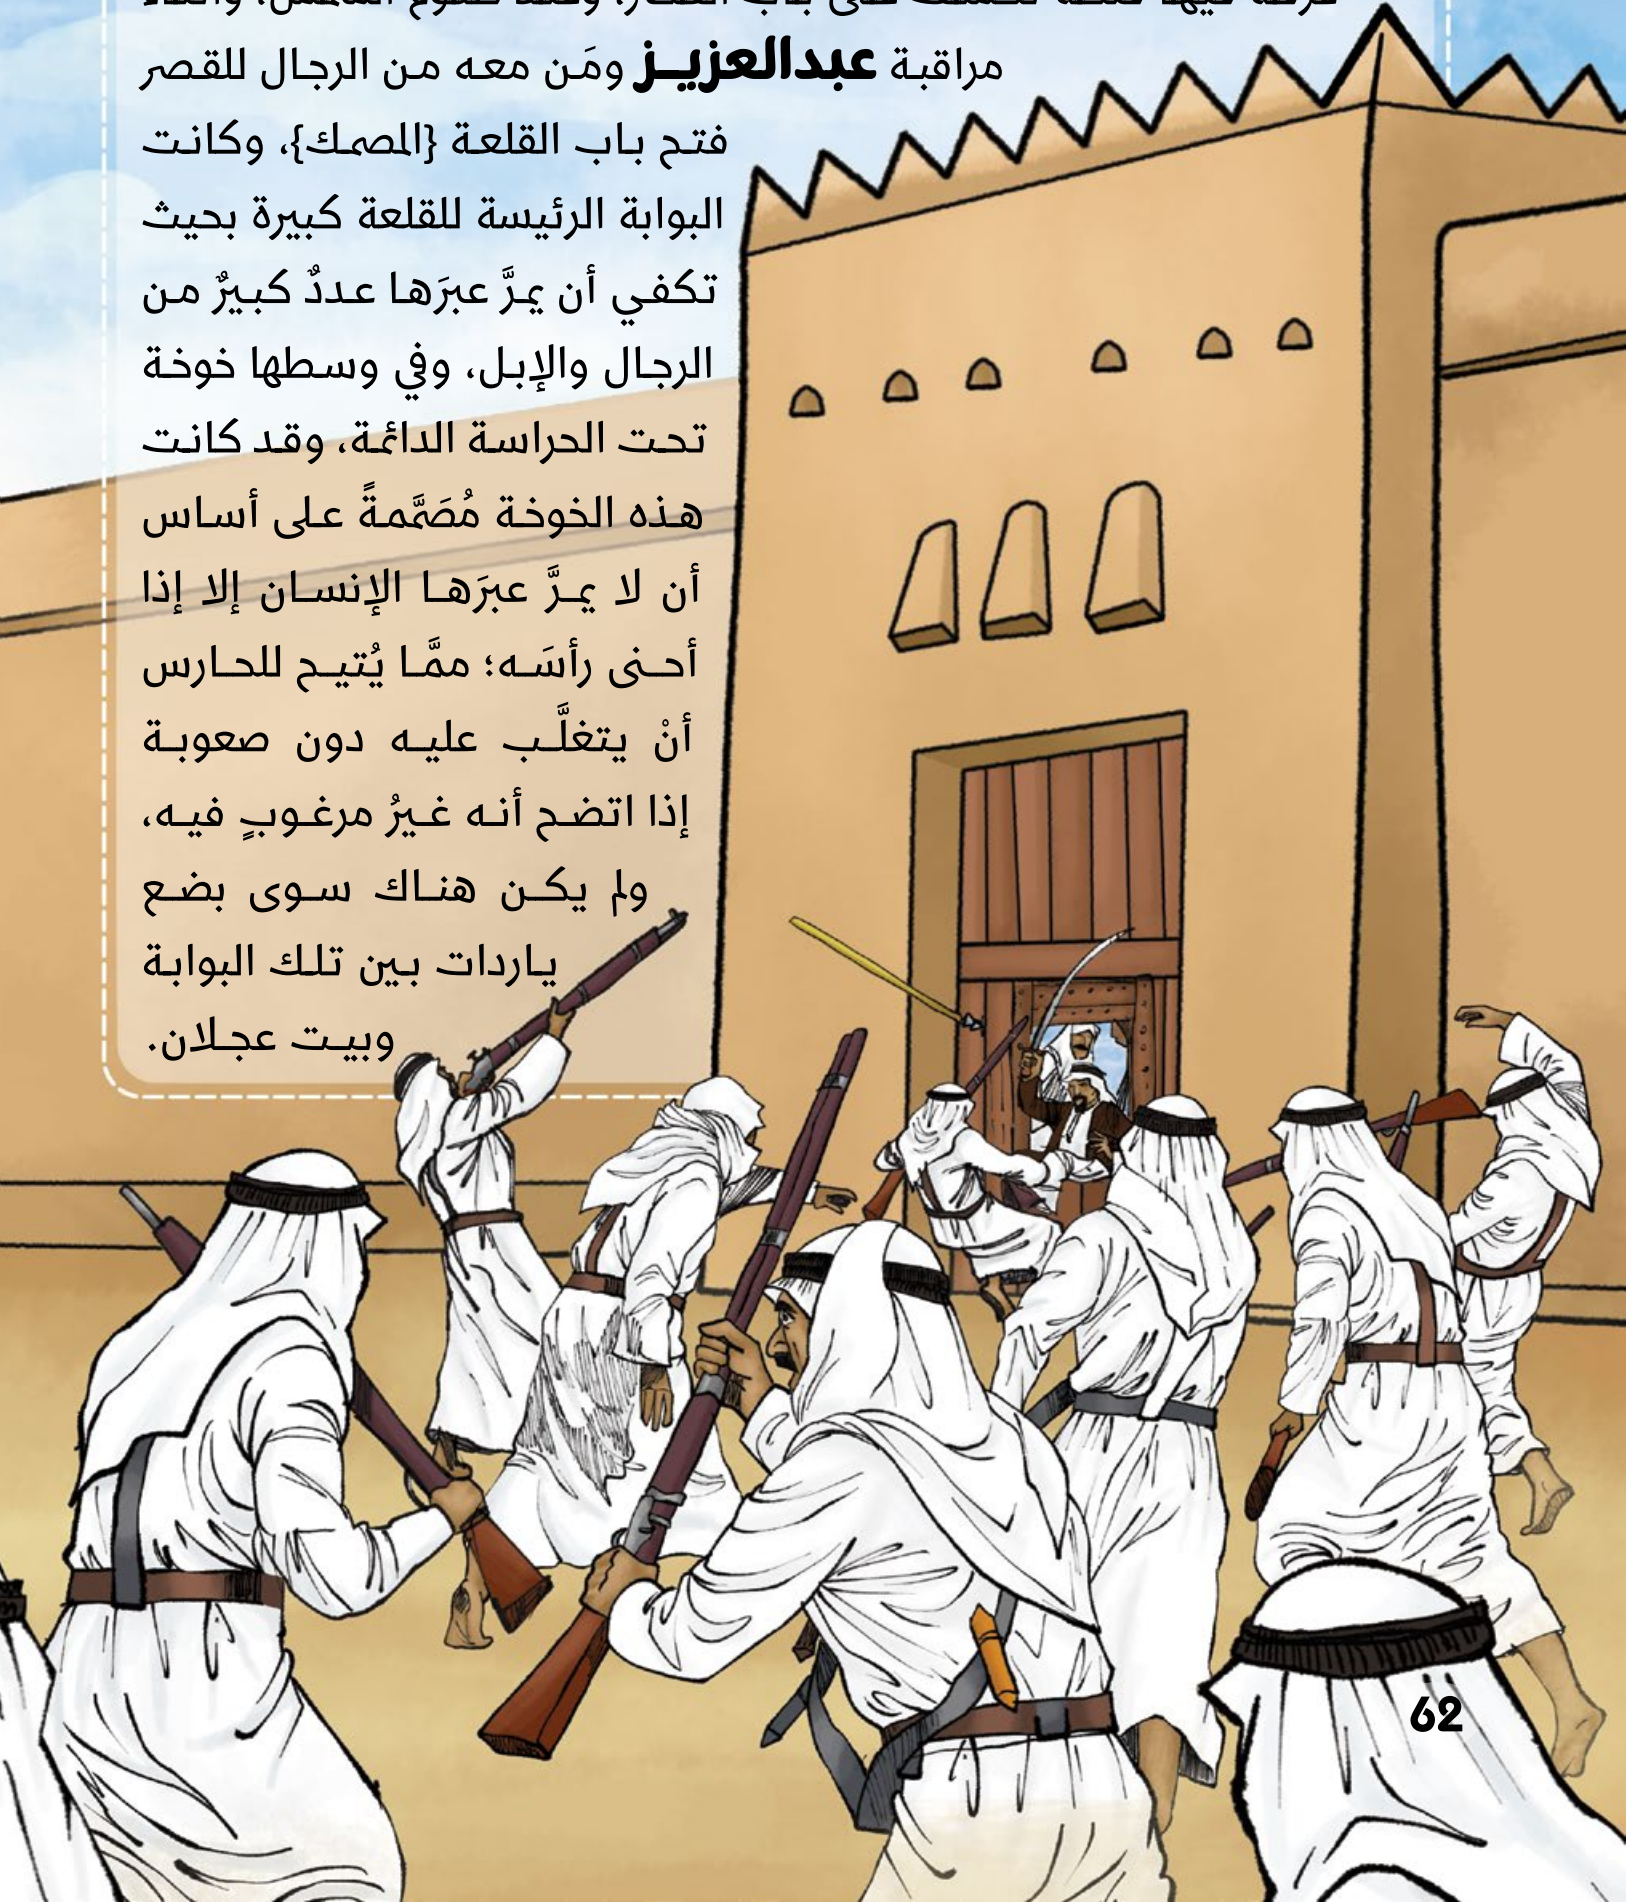 مراقبة عبدالعزيز ومَن معه من الرجال للقصر
فتح باب القلعة {المصمك}، وكانت
البوابة الرئيسة للقلعة كبيرة بحيث
تكفي أن يمرَّ عبرَها عددٌ كبيرٌ من
الرجال والإبل، وفي وسطها خوخة
تحت الحراسة الدائمة، وقد كانت
هذه الخوخة مُصَمَّمةً على أساس
أن لا يمرَّ عبرَها الإنسان إلا إذا
أحنى رأسَه؛ ممَّا يُتيح للحارس
أنْ يتغلَّب عليه دون صعوبة
إذا اتضح أنه غيرُ مرغوبٍ فيه،
ولم يكن هناك سوى بضع
ياردات بين تلك البوابة
وبيت عجلان.
62